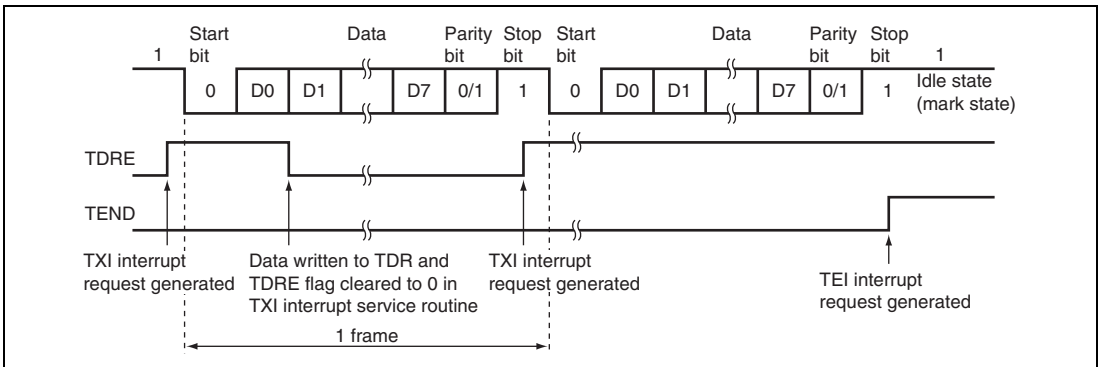 Start bit Data Parity bit Stop bit Start bit Data Parity bit Stop bit
1 0 D0 D1 D7 0/1 1 0 D0 D1 D7 0/1 1 1
Idle state
(mark state)
TDRE
TEND
TXI interrupt
request generated
Data written to TDR and
TDRE flag cleared to 0 in
TXI interrupt service routine
TXI interrupt
request generated
TEI interrupt
request generated
1 frame